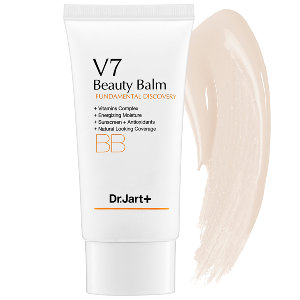 V7
Beauty Balm
FUNDAMENTAL DISCOVERY
+ Vitamins Complex
+ Energizing Moisture
+ Sunscreen + Antioxidants
+ Natural Looking Coverage
BB
Dr.Jart+